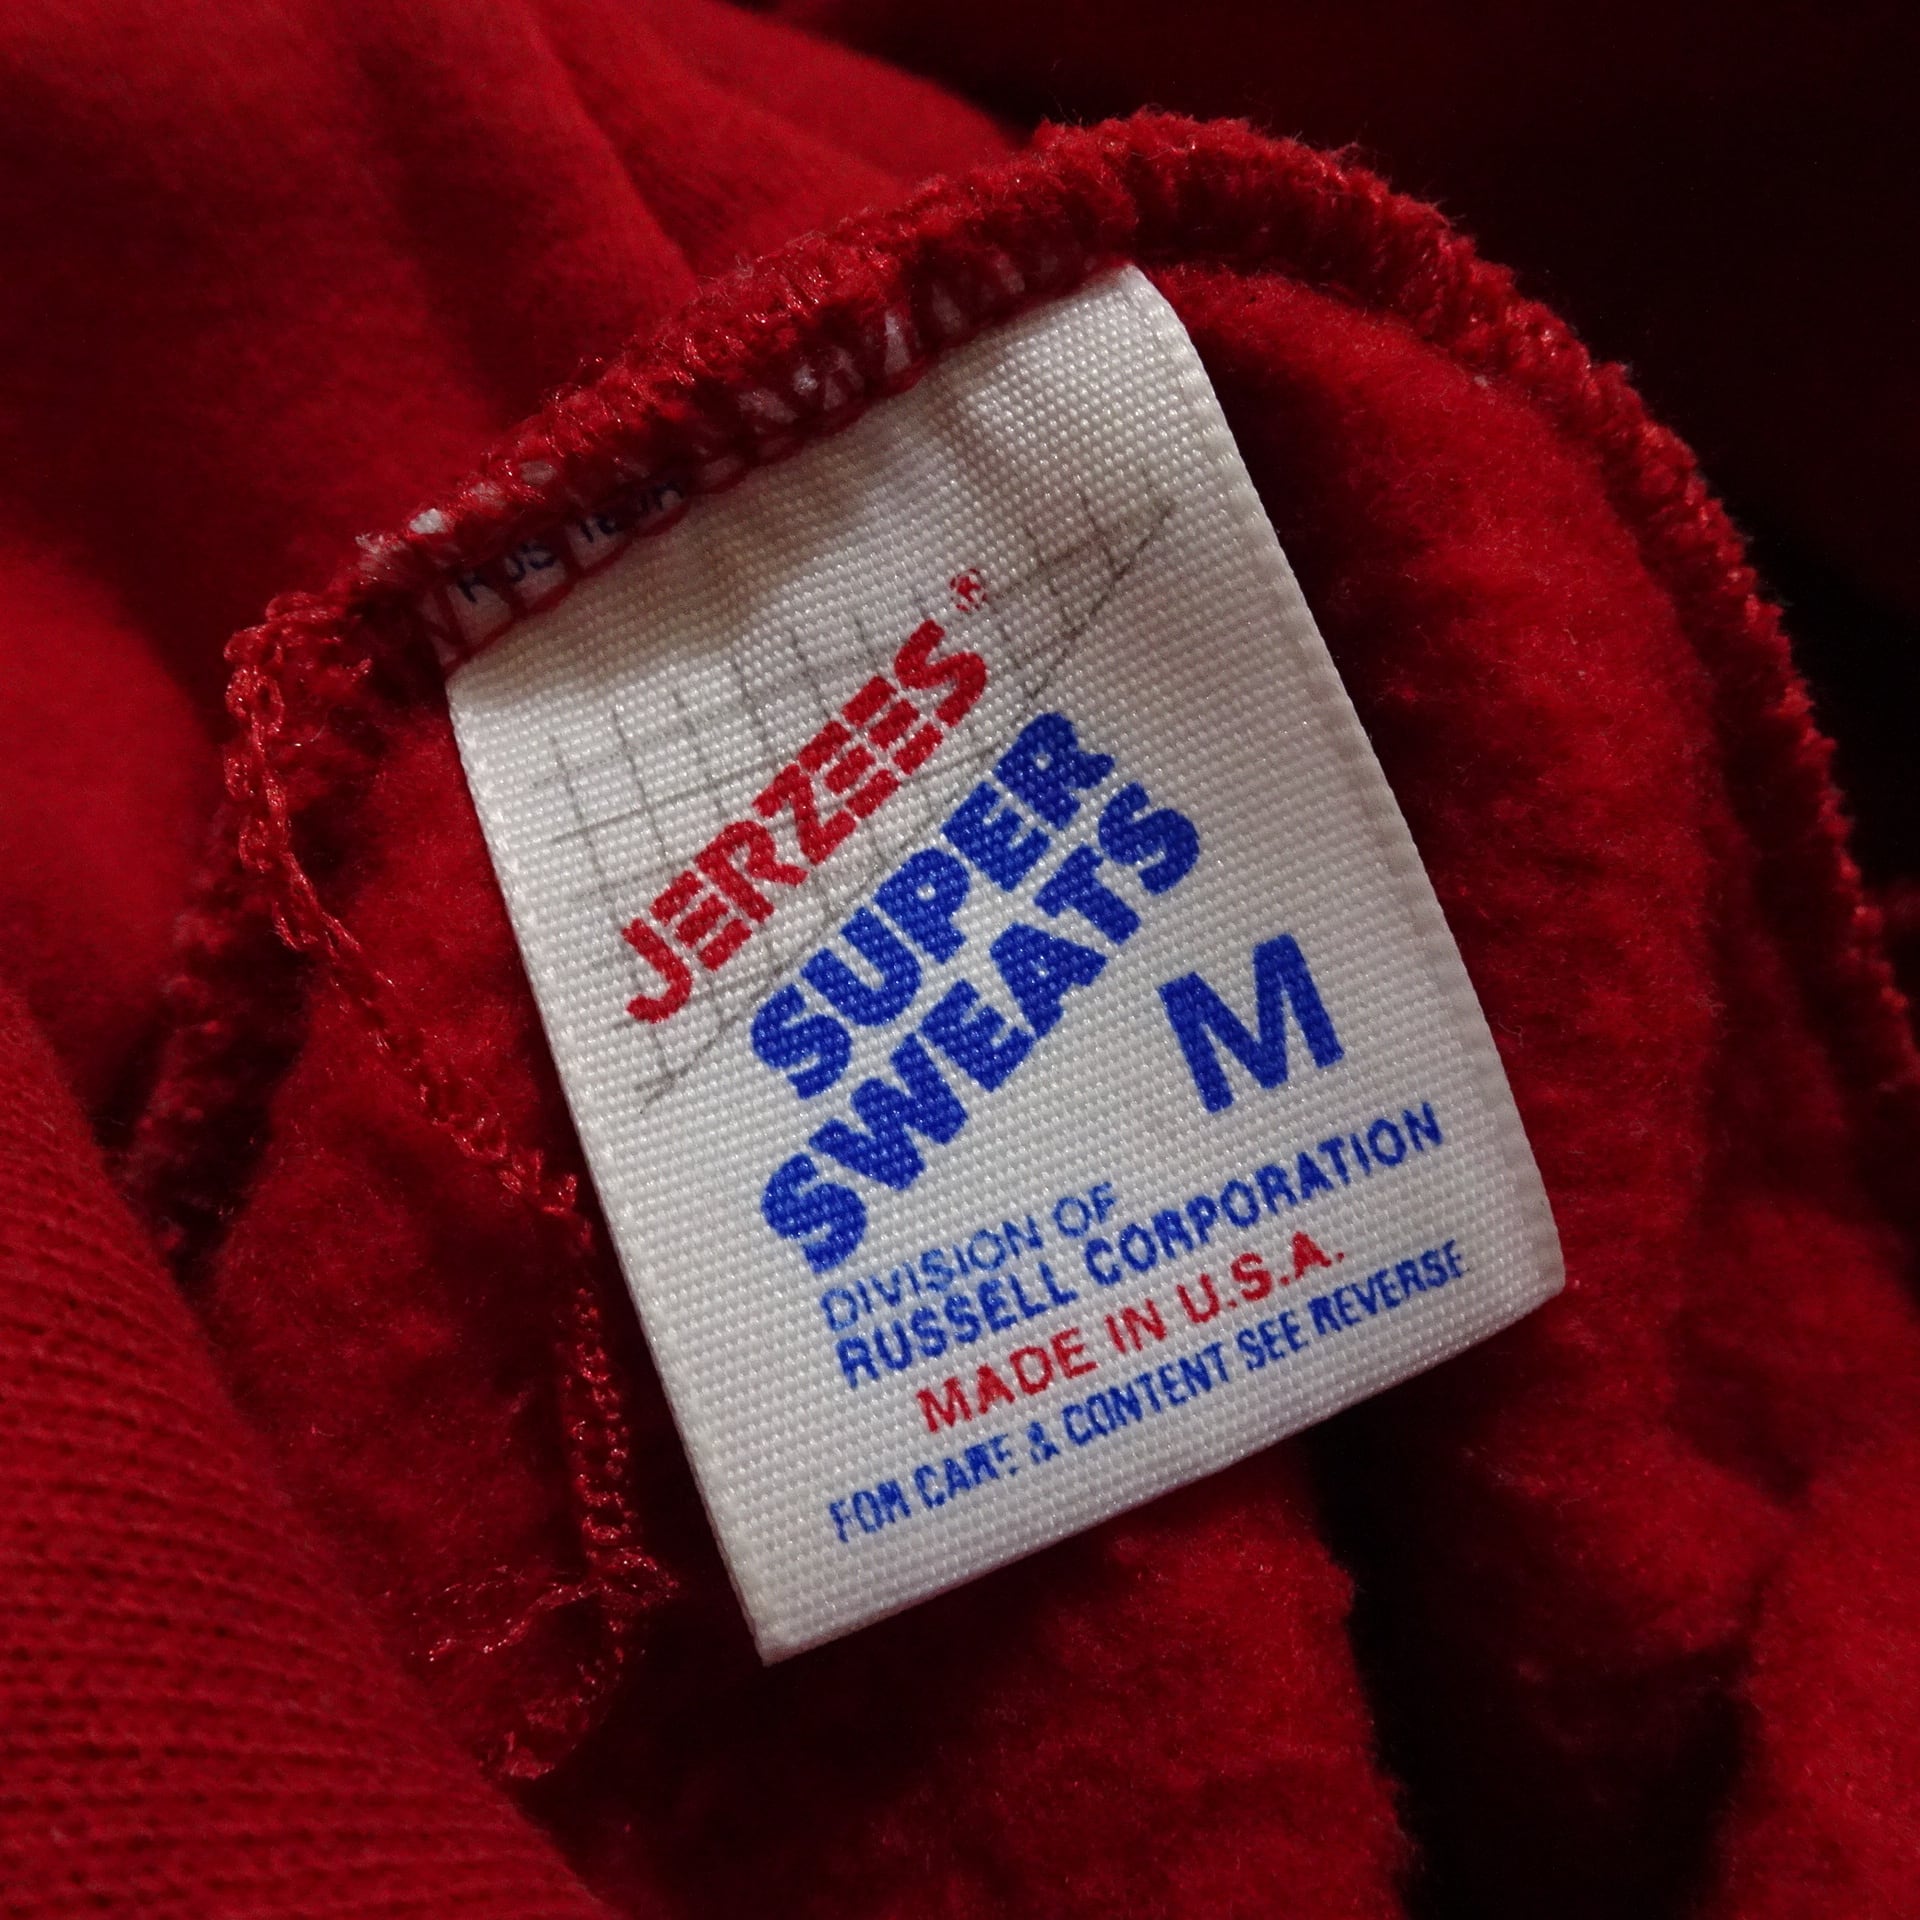 JERZEES®
SUPER
SWEATS
M
DIVISION OF
RUSSELL CORPORATION
MADE IN U.S.A.
FOR CARE & CONTENT SEE REVERSE